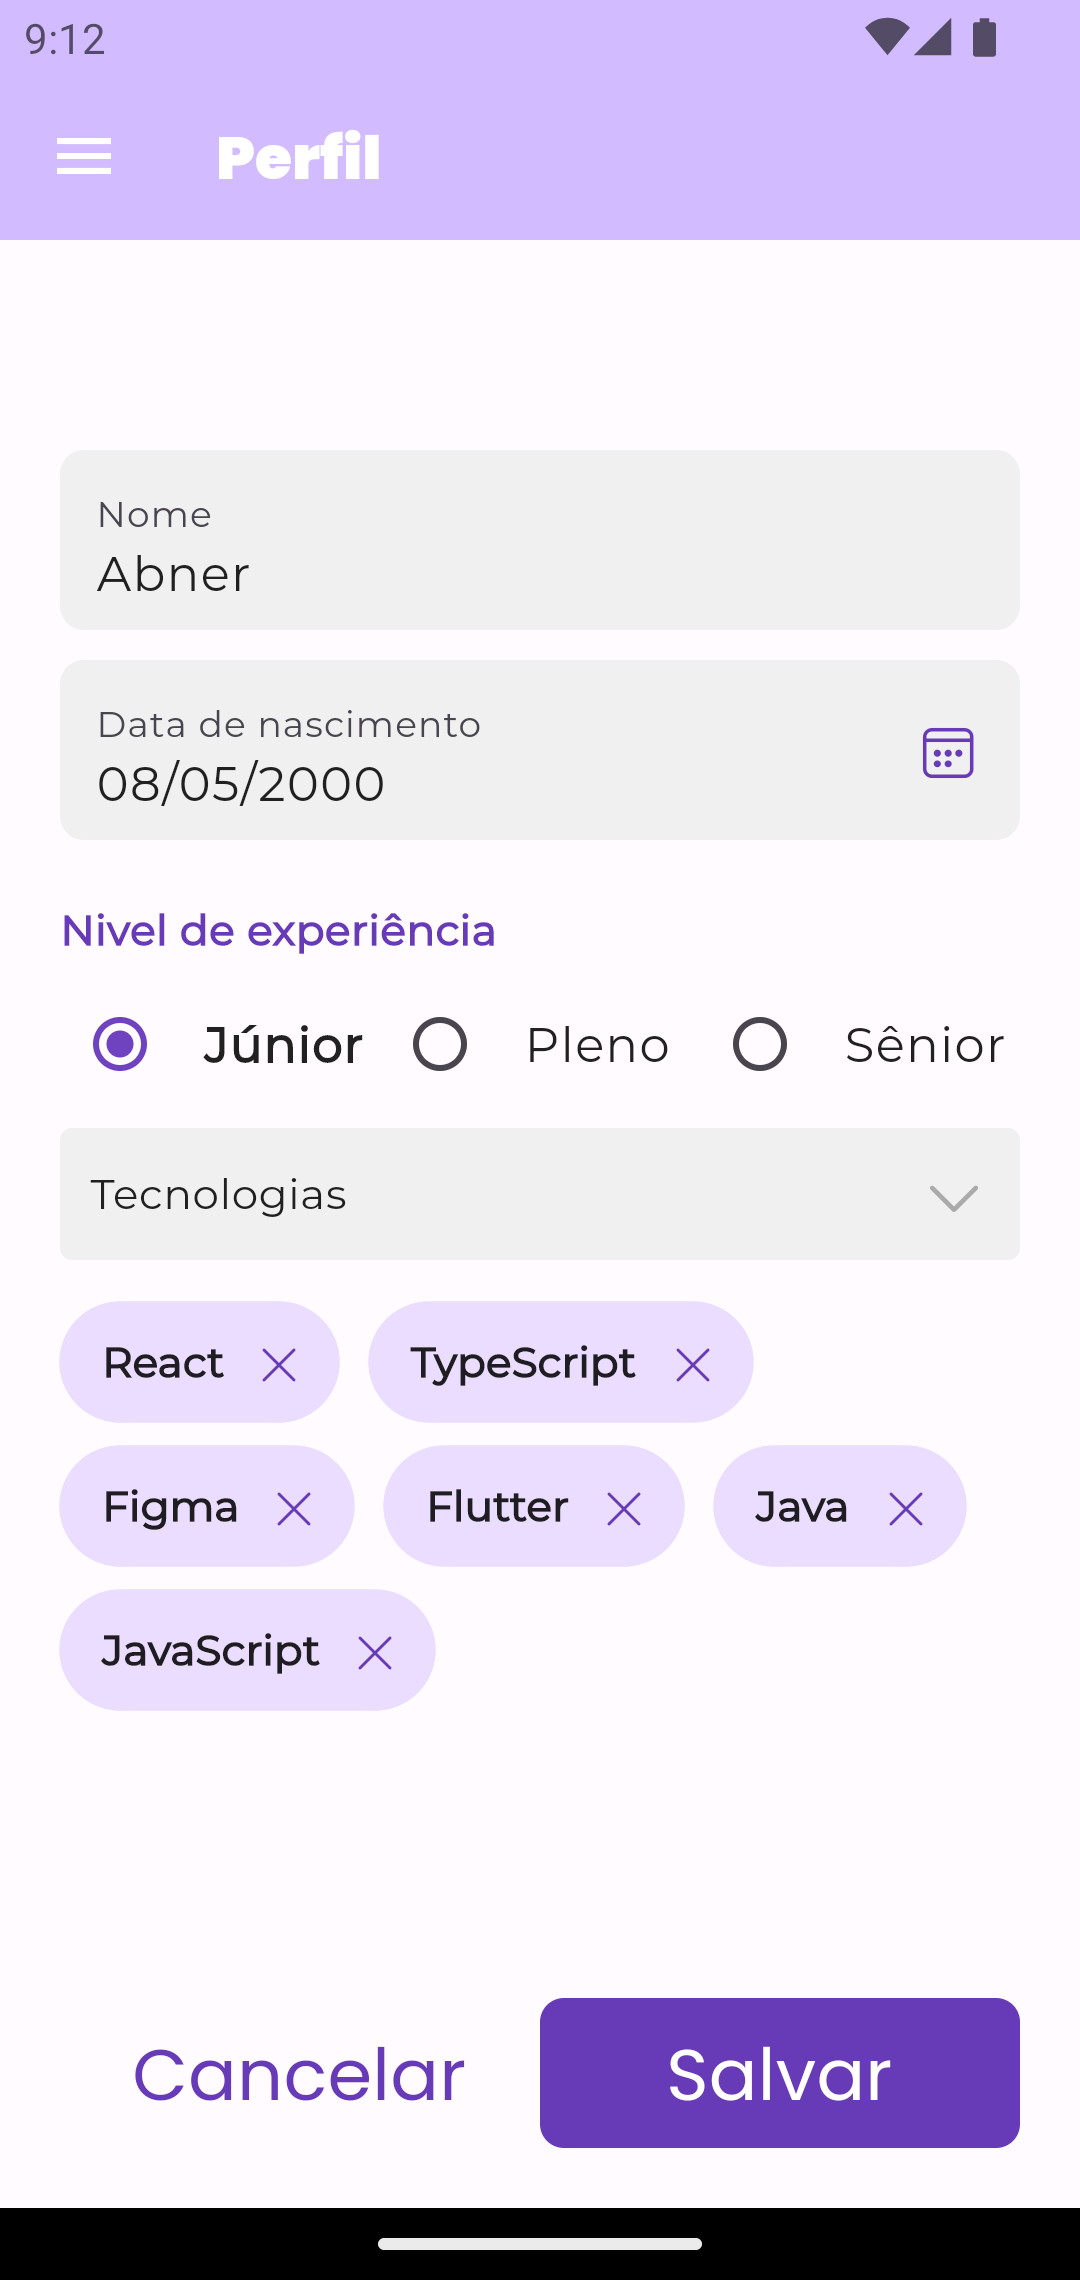 9:12
Perfil
Nome
Abner
Data de nascimento
08/05/2000
Nivel de experiência
Júnior Pleno Sênior
Tecnologias
React TypeScript
Figma Flutter Java
JavaScript
Cancelar Salvar